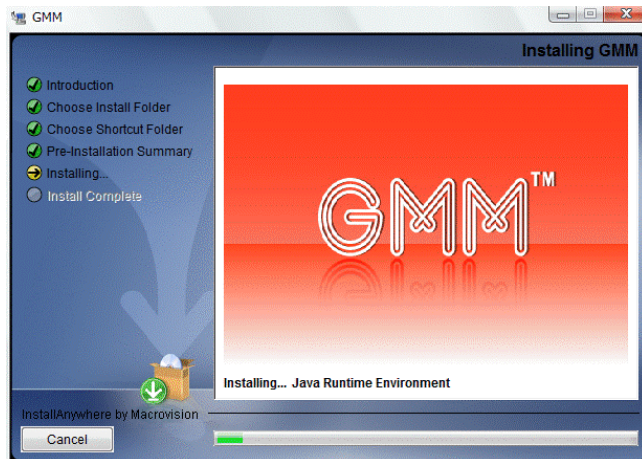 GMM
Installing GMM
Introduction
Choose Install Folder
Choose Shortcut Folder
Pre-Installation Summary
Installing...
Install Complete
GMM™
Installing... Java Runtime Environment
InstallAnywhere by Macrovision
Cancel